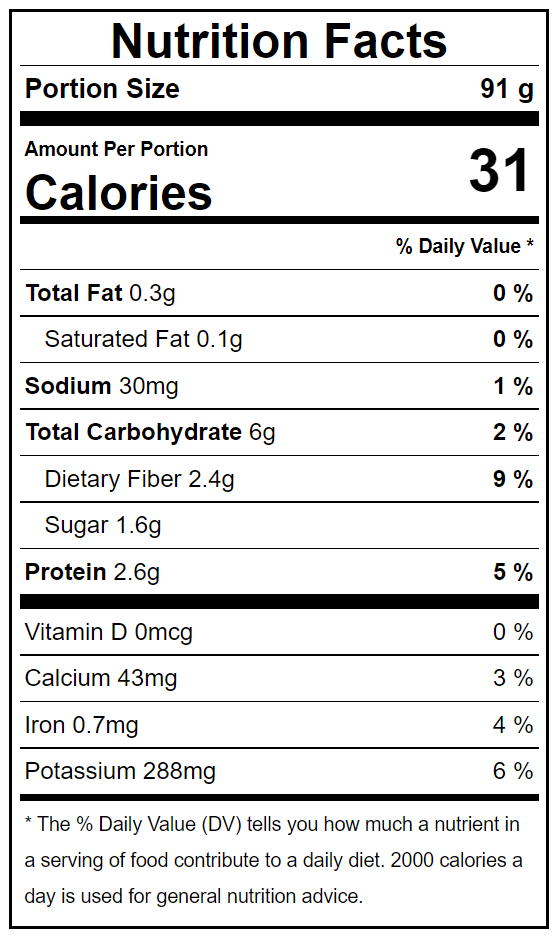 Nutrition Facts
Portion Size 91 g
Amount Per Portion
Calories 31
% Daily Value *
Total Fat 0.3g 0 %
Saturated Fat 0.1g 0 %
Sodium 30mg 1 %
Total Carbohydrate 6g 2 %
Dietary Fiber 2.4g 9 %
Sugar 1.6g
Protein 2.6g 5 %
Vitamin D 0mcg 0 %
Calcium 43mg 3 %
Iron 0.7mg 4 %
Potassium 288mg 6 %
* The % Daily Value (DV) tells you how much a nutrient in
a serving of food contribute to a daily diet. 2000 calories a
day is used for general nutrition advice.